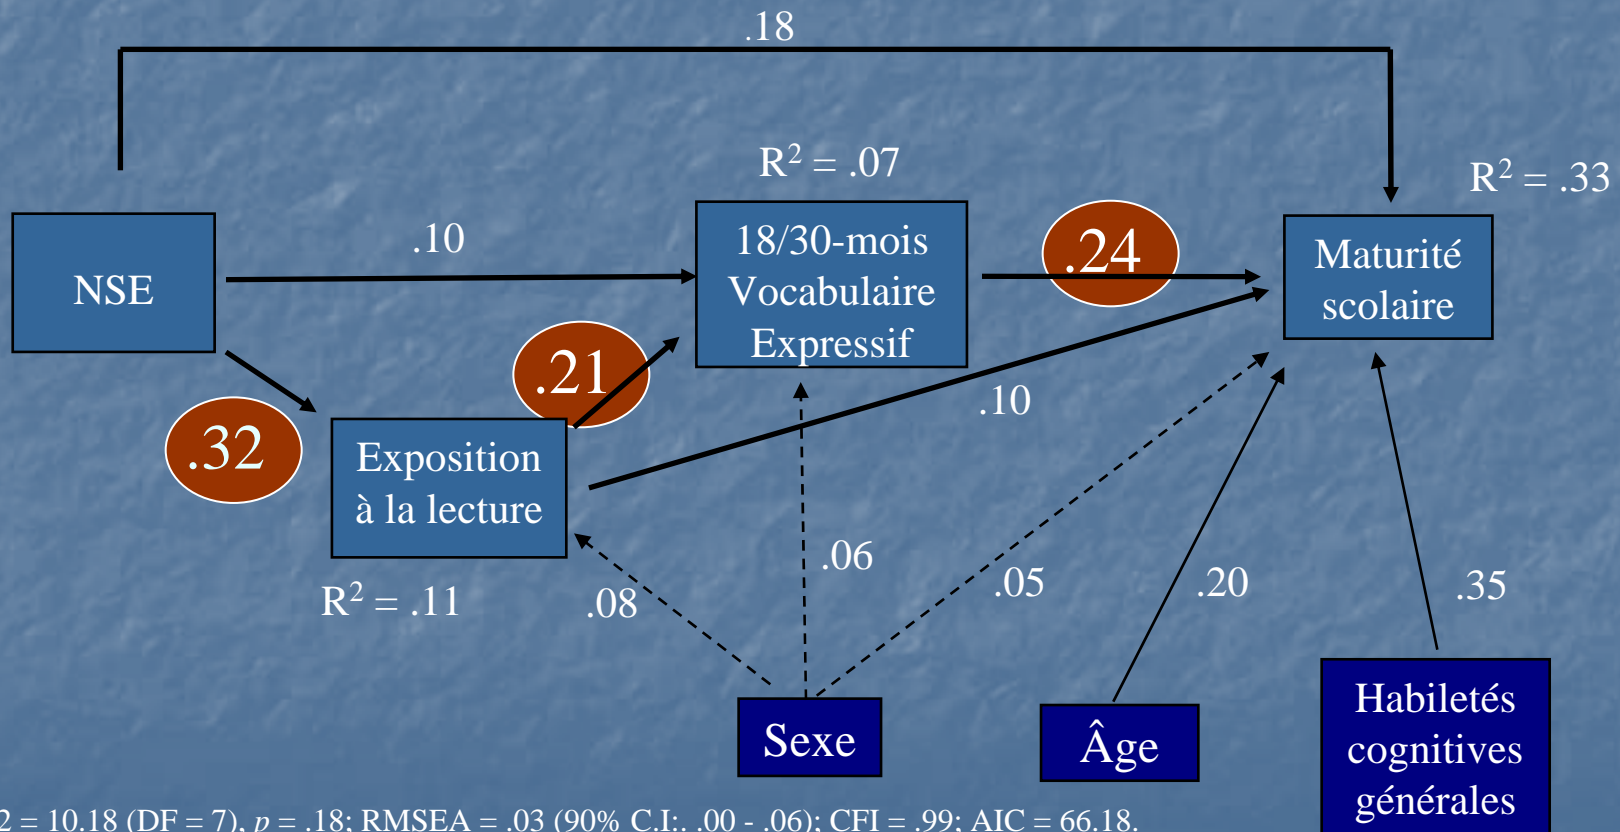 .18
R² = .07
R² = .33
NSE
.10
18/30-mois
Vocabulaire
Expressif
.24
Maturité
scolaire
.21
.32
Exposition
à la lecture
.10
R² = .11
.08
.06
.05
.20
.35
Sexe
Âge
Habiletés
cognitives
générales
2 = 10.18 (DF = 7), p = .18; RMSEA = .03 (90% C.I:. .00 - .06); CFI = .99; AIC = 66.18.